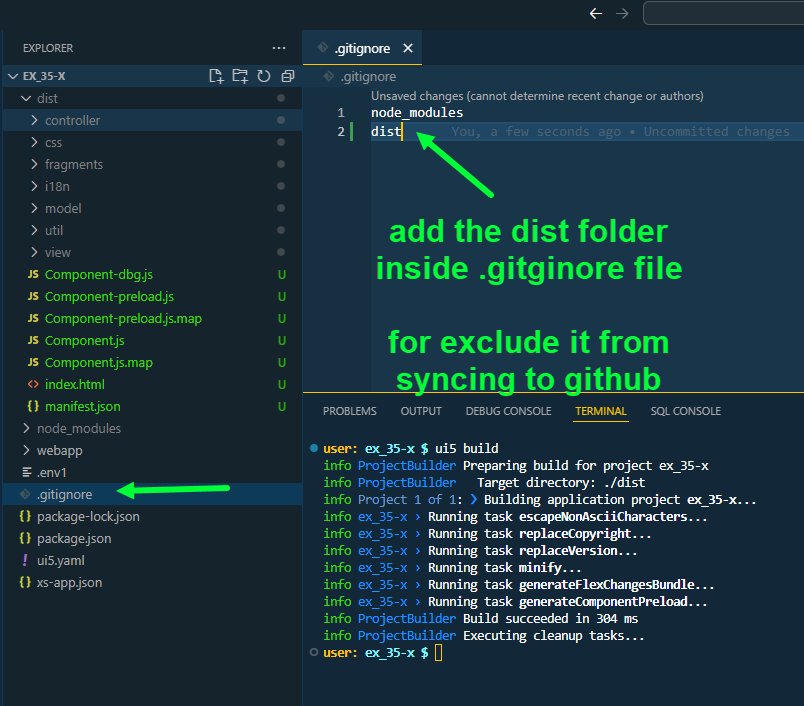 EXPLORER
EX_35-X
dist
controller
css
fragments
i18n
model
util
view
JS Component-dbg.js U
JS Component-preload.js U
JS Component-preload.js.map U
JS Component.js U
JS Component.js.map U
<> index.html U
{} manifest.json U
node_modules
webapp
.env1
.gitignore
{} package-lock.json
{} package.json
! ui5.yaml
{} xs-app.json
.gitignore
.gitignore
Unsaved changes (cannot determine recent change or authors)
1 node_modules
2 dist You, a few seconds ago • Uncommitted changes
add the dist folder
inside .gitginore file
for exclude it from
syncing to github
PROBLEMS OUTPUT DEBUG CONSOLE TERMINAL SQL CONSOLE
user: ex_35-x $ ui5 build
info ProjectBuilder Preparing build for project ex_35-x
info ProjectBuilder Target directory: ./dist
info Project 1 of 1: ❯ Building application project ex_35-x...
info ex_35-x › Running task escapeNonAsciiCharacters...
info ex_35-x › Running task replaceCopyright...
info ex_35-x › Running task replaceVersion...
info ex_35-x › Running task minify...
info ex_35-x › Running task generateFlexChangesBundle...
info ex_35-x › Running task generateComponentPreload...
info ProjectBuilder Build succeeded in 304 ms
info ProjectBuilder Executing cleanup tasks...
user: ex_35-x $